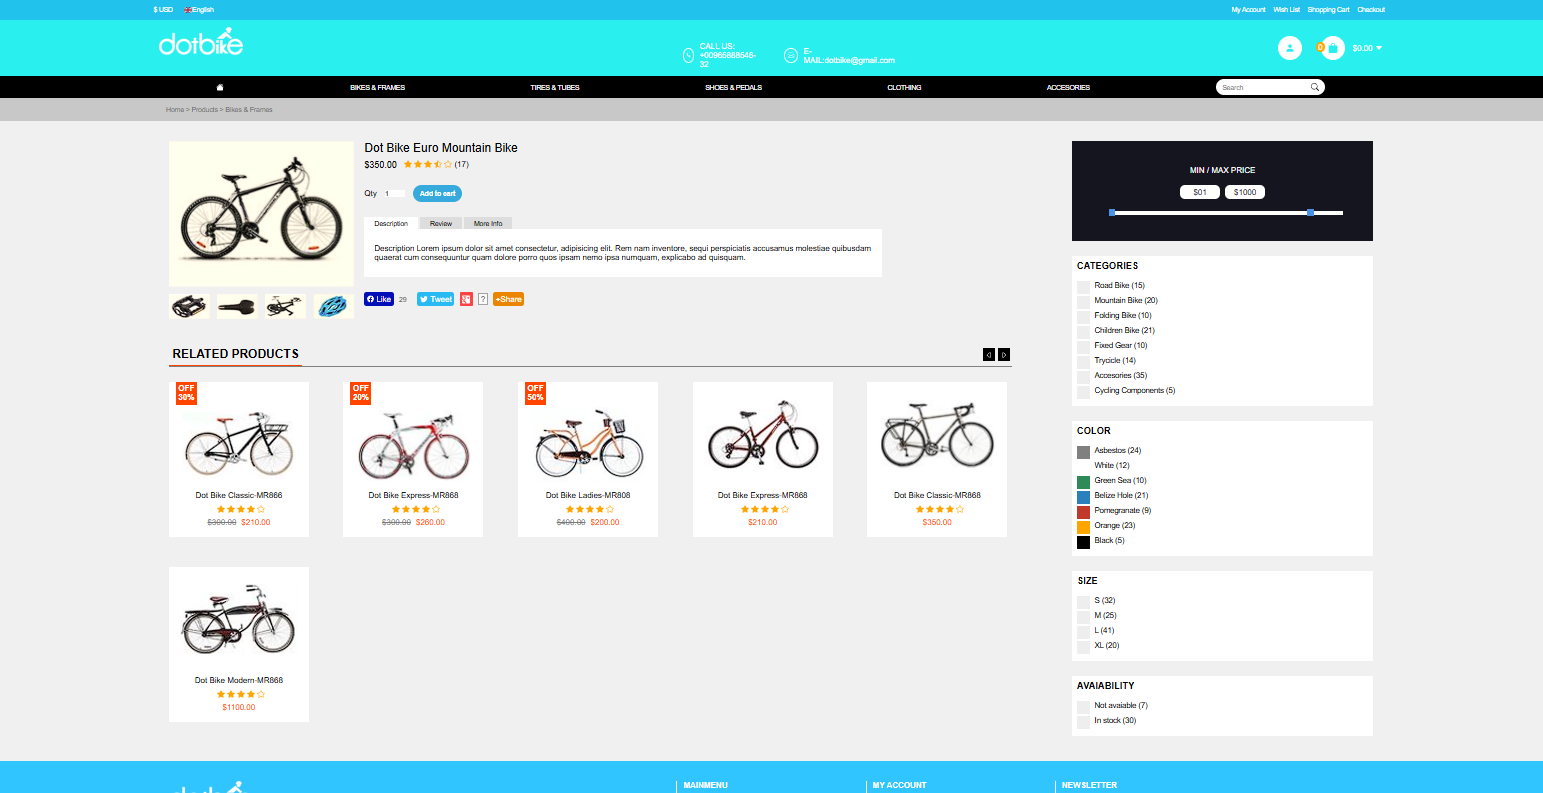 $ USD English My Account Wish List Shopping Cart Checkout
dotbike
CALL US:
+00965888548-
32
E-
MAIL:dotbike@gmail.com
0 $0.00
BIKES & FRAMES TIRES & TUBES SHOES & PEDALS CLOTHING ACCESORIES Search
Home > Products > Bikes & Frames
Dot Bike Euro Mountain Bike
$350.00 (17)
Qty 1 Add to cart
Description Review More Info
Description Lorem ipsum dolor sit amet consectetur, adipisicing elit. Rem nam inventore, sequi perspiciatis accusamus molestiae quibusdam
quaerat cum consequuntur quam dolore porro quos ipsam nemo ipsa numquam, explicabo ad quisquam.
Like 29 Tweet ? +Share
RELATED PRODUCTS
OFF
30%
Dot Bike Classic-MR866
$300.00 $210.00
OFF
20%
Dot Bike Express-MR868
$300.00 $260.00
OFF
50%
Dot Bike Ladies-MR808
$400.00 $200.00
Dot Bike Express-MR868
$210.00
Dot Bike Classic-MR868
$350.00
Dot Bike Modern-MR868
$1100.00
MIN / MAX PRICE
$01 $1000
CATEGORIES
Road Bike (15)
Mountain Bike (20)
Folding Bike (10)
Children Bike (21)
Fixed Gear (10)
Trycicle (14)
Accesories (35)
Cycling Components (5)
COLOR
Asbestos (24)
White (12)
Green Sea (10)
Belize Hole (21)
Pomegranate (9)
Orange (23)
Black (5)
SIZE
S (32)
M (25)
L (41)
XL (20)
AVAIABILITY
Not avaiable (7)
In stock (30)
MAINMENU MY ACCOUNT NEWSLETTER